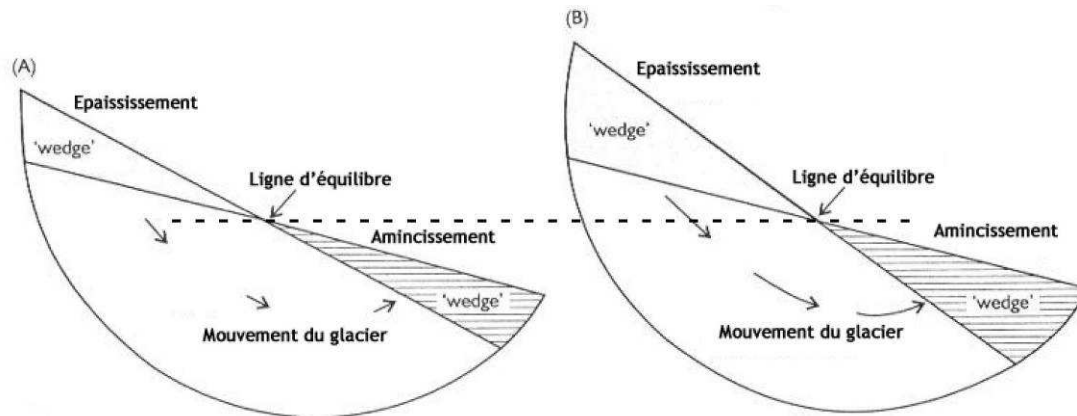 (A)
Epaississement
'wedge'
Ligne d'équilibre
Amincissement
'wedge'
Mouvement du glacier
(B)
Epaississement
'wedge'
Ligne d'équilibre
Amincissement
'wedge'
Mouvement du glacier